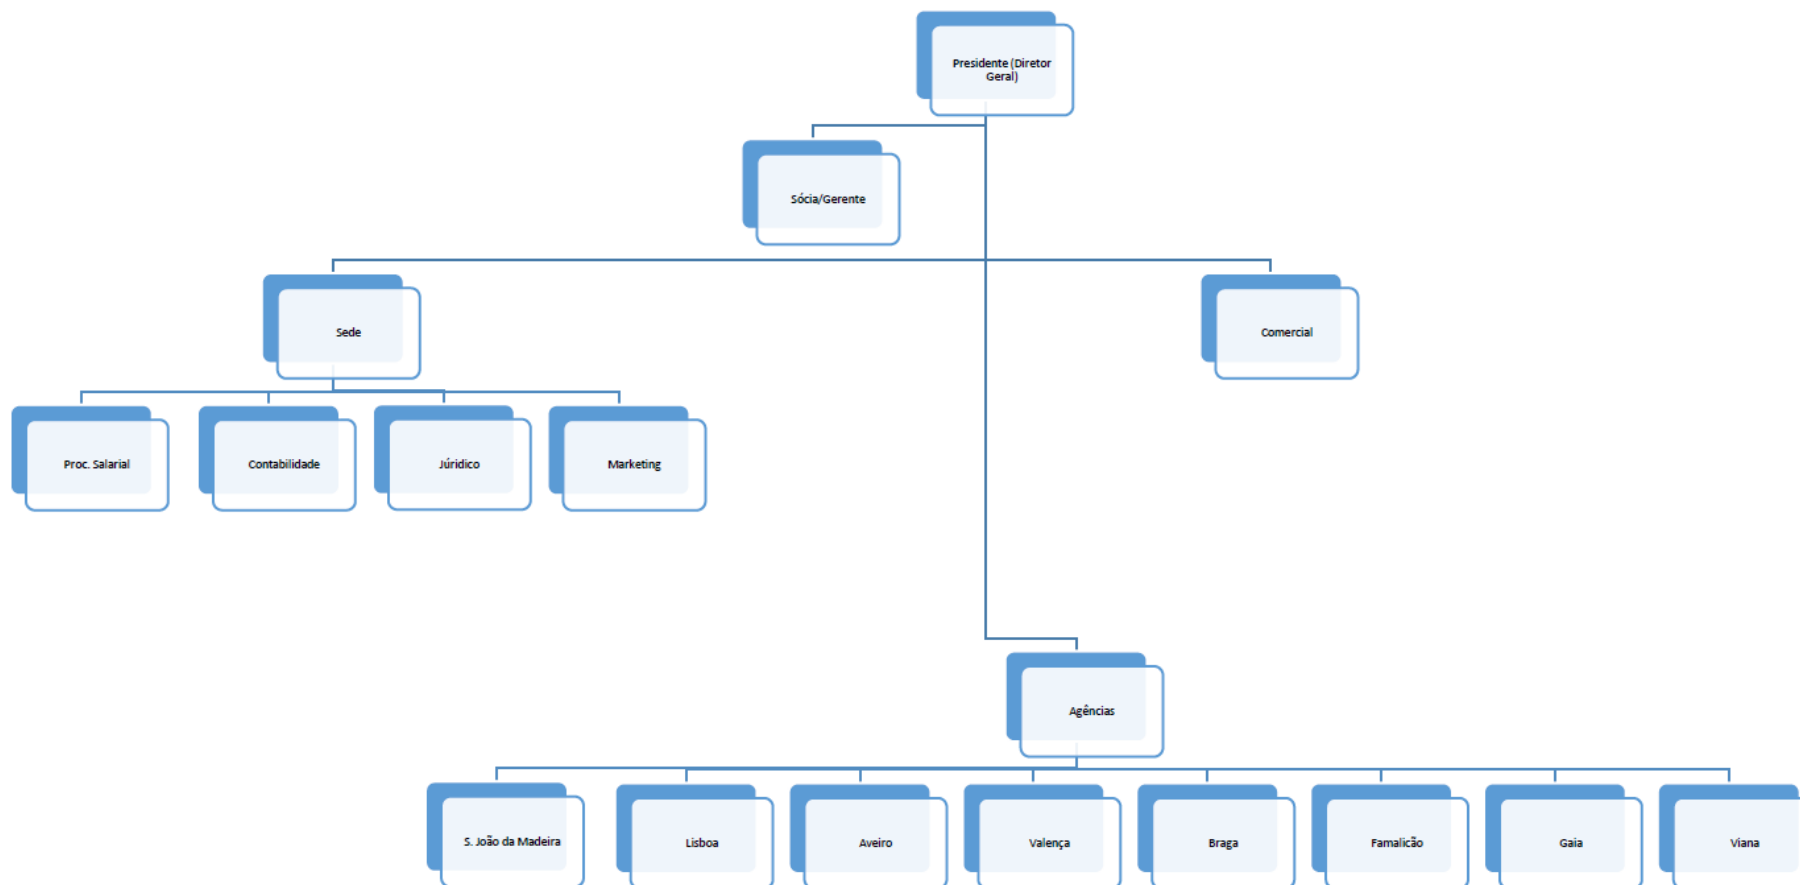 Presidente (Diretor
Geral)
Sócia/Gerente
Sede
Comercial
Proc. Salarial
Contabilidade
Júridico
Marketing
Agências
S. João da Madeira
Lisboa
Aveiro
Valença
Braga
Famalicão
Gaia
Viana